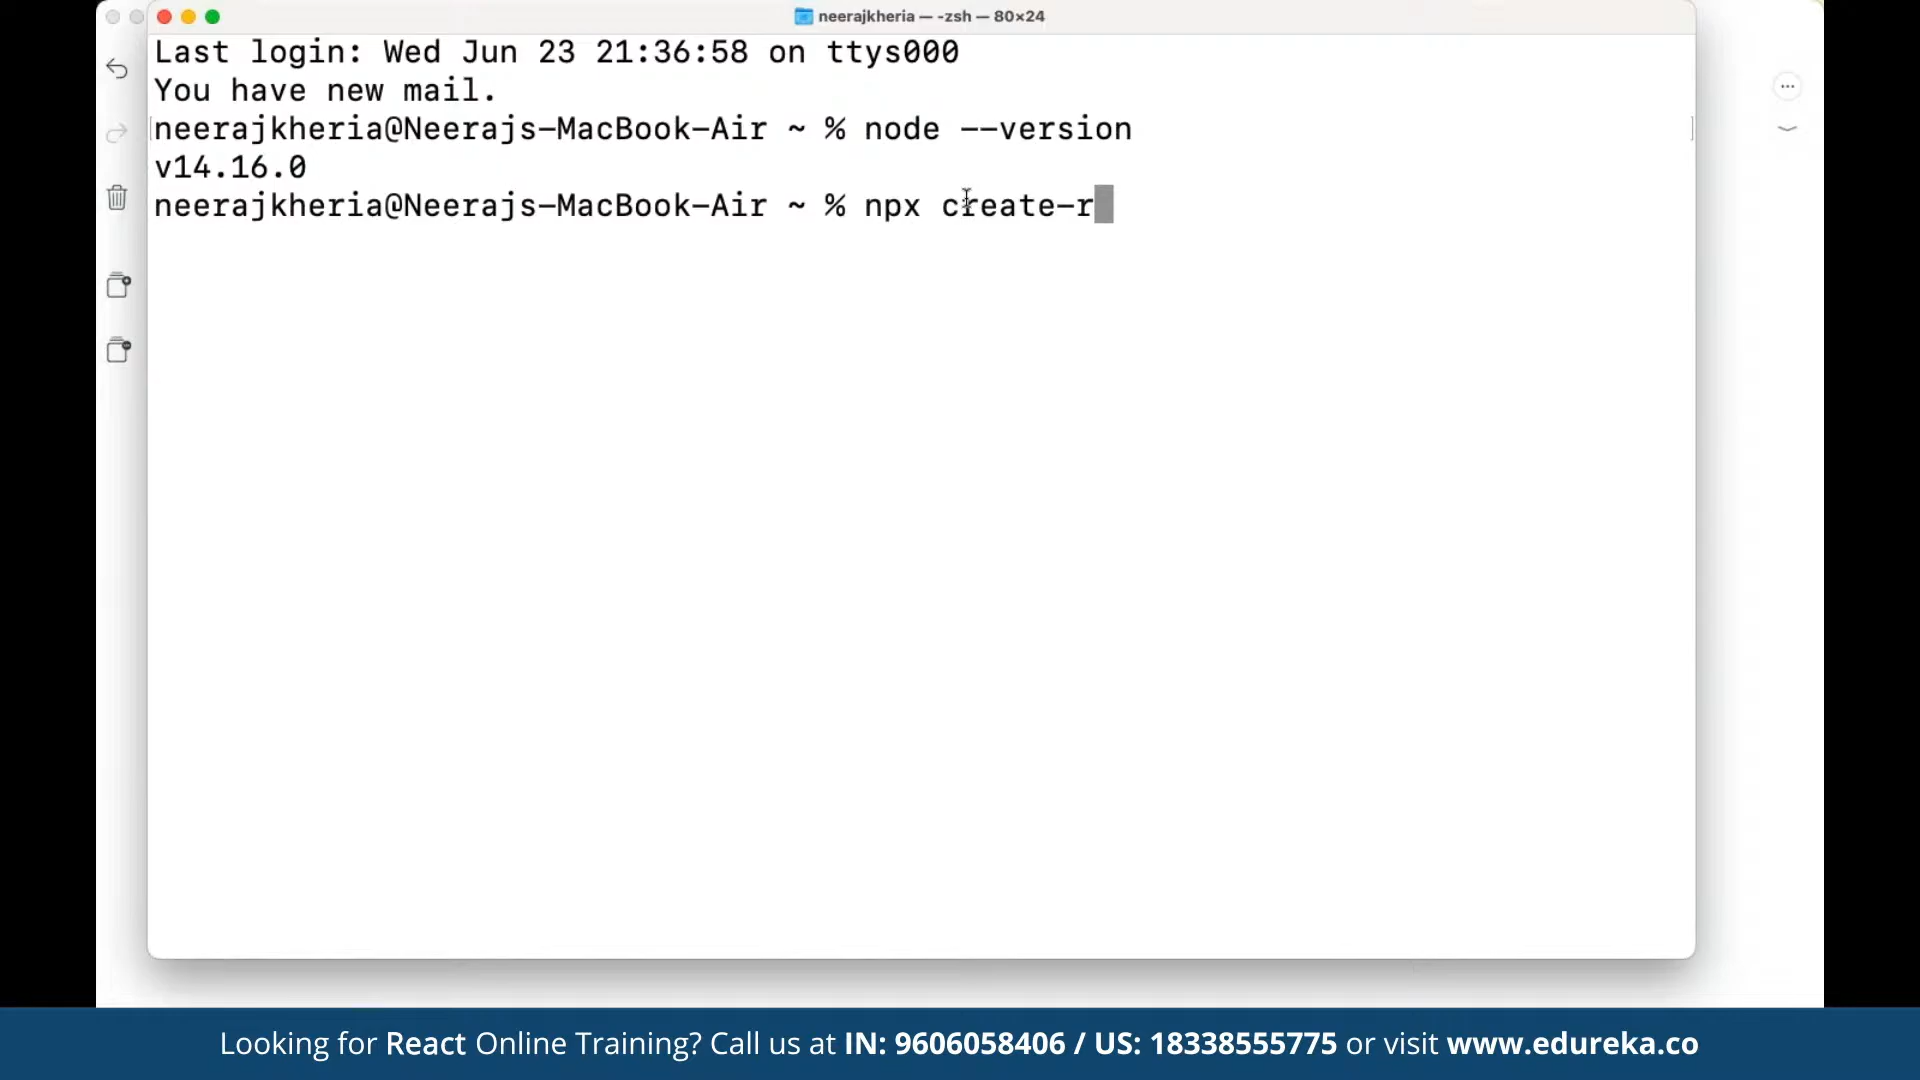 neerajkheria — -zsh — 80×24
Last login: Wed Jun 23 21:36:58 on ttys000
You have new mail.
neerajkheria@Neerajs-MacBook-Air ~ % node --version
v14.16.0
neerajkheria@Neerajs-MacBook-Air ~ % npx create-r
Looking for React Online Training? Call us at IN: 9606058406 / US: 18338555775 or visit www.edureka.co